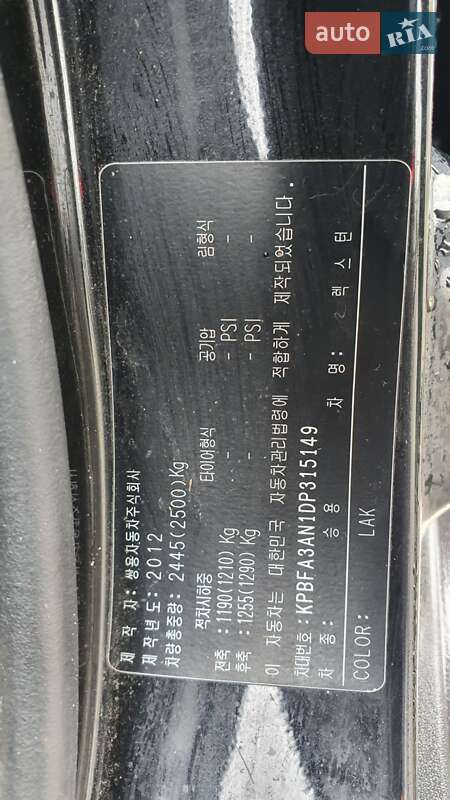 auto RIA.com
제 작 자: 쌍용자동차주식회사
제작년도: 2012
차량총중량: 2445(2500)Kg
적차시하중 타이어형식 공기압 림형식
전축: 1190(1210) Kg - - PSI -
후축: 1255(1290) Kg - - PSI -
이 자동차는 대한민국 자동차관리법령에 적합하게 제작되었습니다.
차대번호: KPBFA3AN1DP315149
차 종: 승용 차 명: 렉스턴
COLOR: LAK